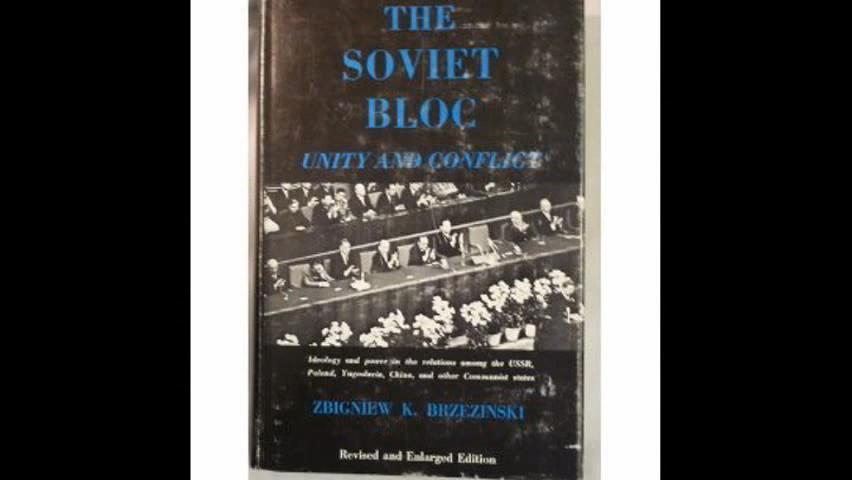 THE
SOVIET
BLOC
UNITY AND CONFLICT
Ideology and power in the relations among the USSR,
Poland, Yugoslavia, China, and other Communist states
ZBIGNIEW K. BRZEZINSKI
Revised and Enlarged Edition